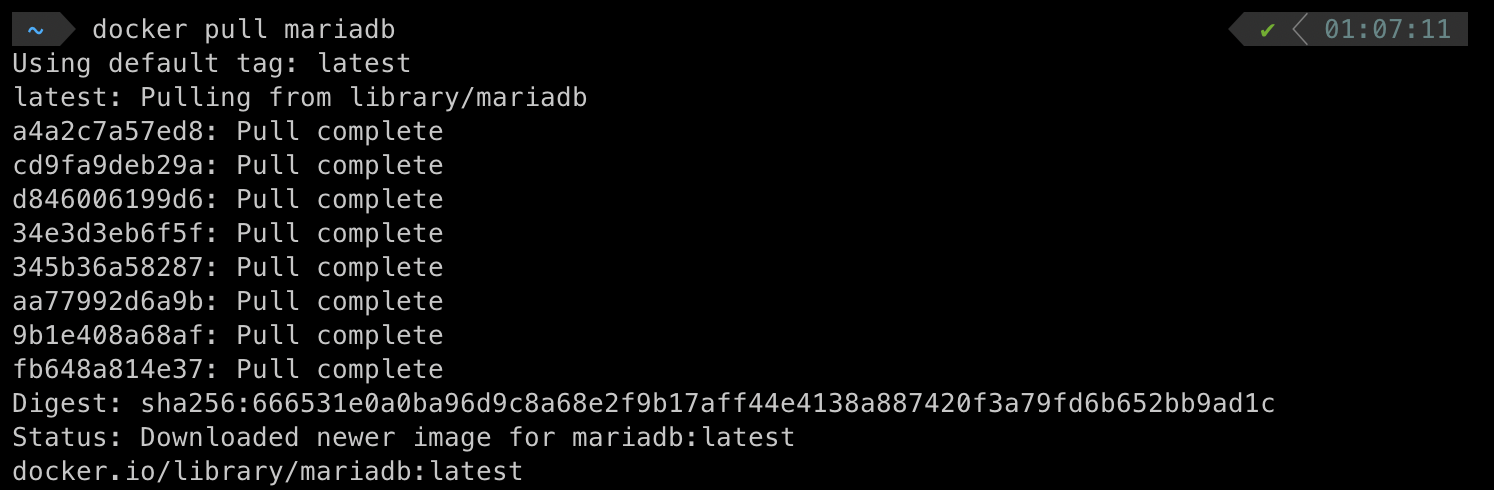 ~ docker pull mariadb ✔ 01:07:11
Using default tag: latest
latest: Pulling from library/mariadb
a4a2c7a57ed8: Pull complete
cd9fa9deb29a: Pull complete
d846006199d6: Pull complete
34e3d3eb6f5f: Pull complete
345b36a58287: Pull complete
aa77992d6a9b: Pull complete
9b1e408a68af: Pull complete
fb648a814e37: Pull complete
Digest: sha256:666531e0a0ba96d9c8a68e2f9b17aff44e4138a887420f3a79fd6b652bb9ad1c
Status: Downloaded newer image for mariadb:latest
docker.io/library/mariadb:latest